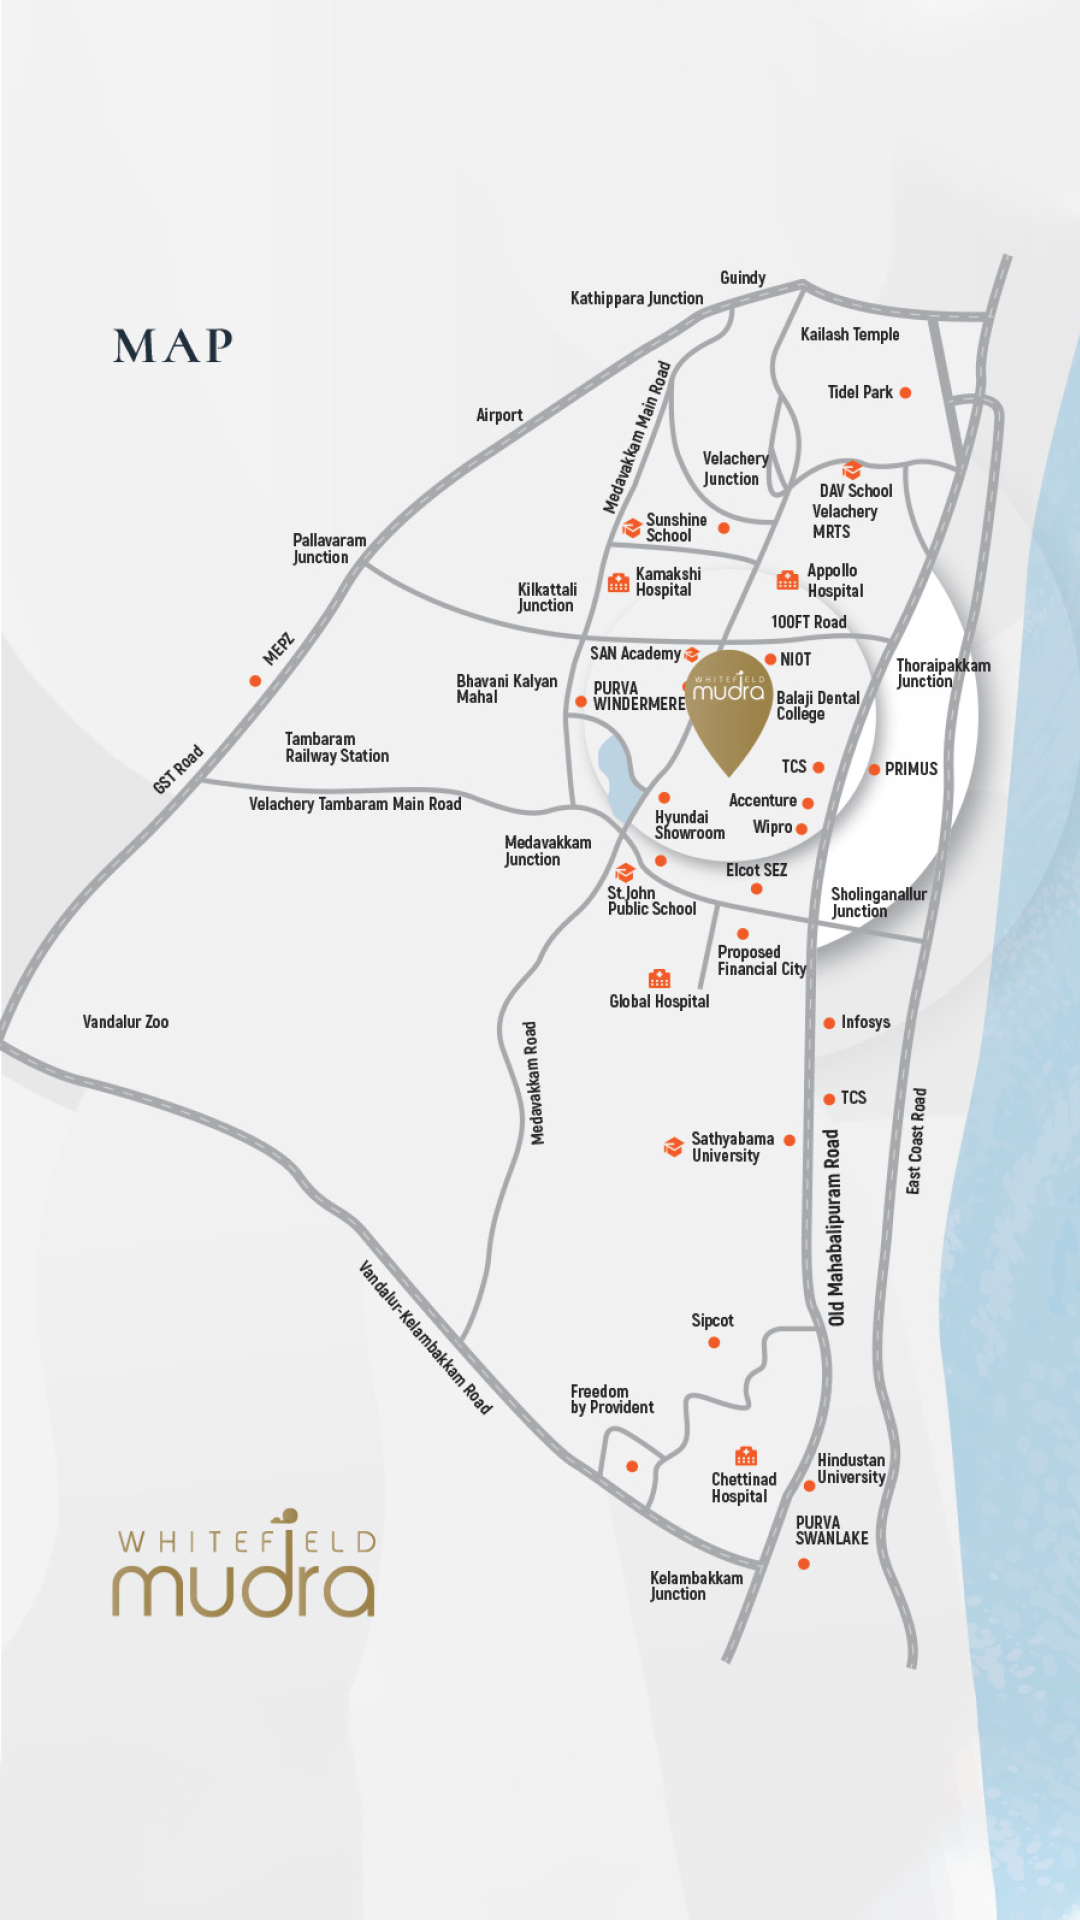 Guindy
Kathippara Junction
MAP
Kailash Temple
Tidel Park
Medavakkam Main Road
Airport
Velachery
Junction
DAV School
Velachery
MRTS
Sunshine
School
Pallavaram
Junction
Kamakshi
Hospital
Appollo
Hospital
Kilkattali
Junction
100FT Road
MEPZ
SAN Academy
NIOT
Thoraipakkam
Junction
Bhavani Kalyan
Mahal
PURVA
WINDERMERE
WHITEFIELD
mudra
Balaji Dental
College
Tambaram
Railway Station
GST Road
TCS
PRIMUS
Velachery Tambaram Main Road
Accenture
Hyundai
Showroom
Wipro
Medavakkam
Junction
Elcot SEZ
St.John
Public School
Sholinganallur
Junction
Proposed
Financial City
Global Hospital
Vandalur Zoo
Infosys
Medavakkam Road
TCS
East Coast Road
Sathyabama
University
Old Mahabalipuram Road
Vandalur-Kelambakkam Road
Sipcot
Freedom
by Provident
Chettinad
Hospital
Hindustan
University
PURVA
SWANLAKE
WHITEFIELD
mudra
Kelambakkam
Junction